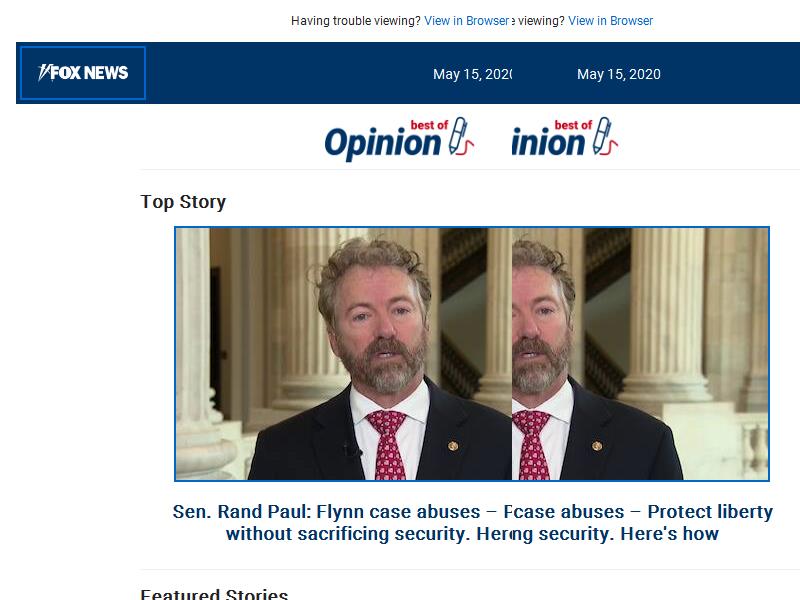 Having trouble viewing? View in Browser e viewing? View in Browser
FOX NEWS
May 15, 2020 May 15, 2020
best of best of
Opinion inion
Top Story
Sen. Rand Paul: Flynn case abuses – Fcase abuses – Protect liberty
without sacrificing security. Herng security. Here's how
Featured Stories